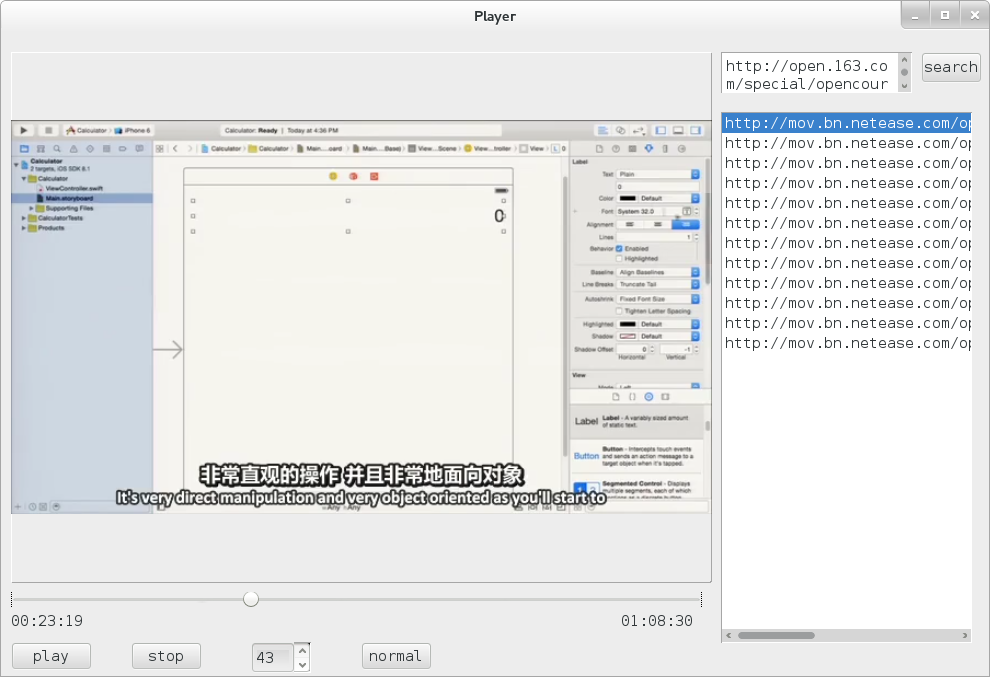 Player
http://open.163.co
m/special/opencour
search
Calculator
iPhone 6
Calculator: Ready | Today at 4:36 PM
Calculator
Calculator
Main....oard
Main....Base)
View...Scene
View...troller
View
L
0
Calculator
2 targets, iOS SDK 8.1
Calculator
ViewController.swift
Main.storyboard
Supporting Files
CalculatorTests
Products
0
Label
Text Plain
0
Color Default
Font System 32.0
Alignment
Lines 1
Behavior Enabled
Highlighted
Baseline Align Baselines
Line Breaks Truncate Tail
Autoshrink Fixed Font Size
Tighten Letter Spacing
Highlighted Default
Shadow Default
Shadow Offset 0 -1
Horizontal Vertical
View
Mode Left
Label Label - A variably sized amount
of static text.
Button Button - Intercepts touch events
and sends an action message to a
target object when it's tapped.
1 2 Segmented Control - Displays
multiple segments, each of which
非常直观的操作 并且非常地面向对象
It's very direct manipulation and very object oriented as you'll start to
Any Any
http://mov.bn.netease.com/op
http://mov.bn.netease.com/op
http://mov.bn.netease.com/op
http://mov.bn.netease.com/op
http://mov.bn.netease.com/op
http://mov.bn.netease.com/op
http://mov.bn.netease.com/op
http://mov.bn.netease.com/op
http://mov.bn.netease.com/op
http://mov.bn.netease.com/op
http://mov.bn.netease.com/op
http://mov.bn.netease.com/op
00:23:19
01:08:30
play
stop
43
normal